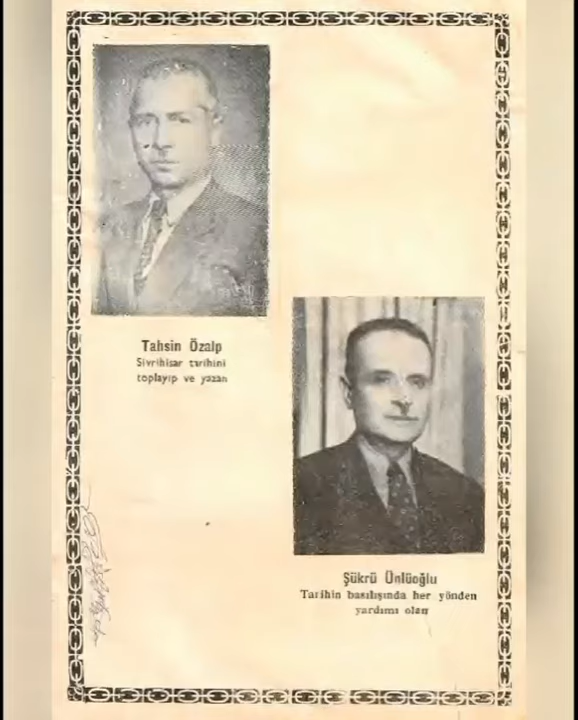 Tahsin Özalp
Sivrihisar tarihini
toplayıp ve yazan
Şükrü Ünlüoğlu
Tarihin basılışında her yönden
yardımı olan